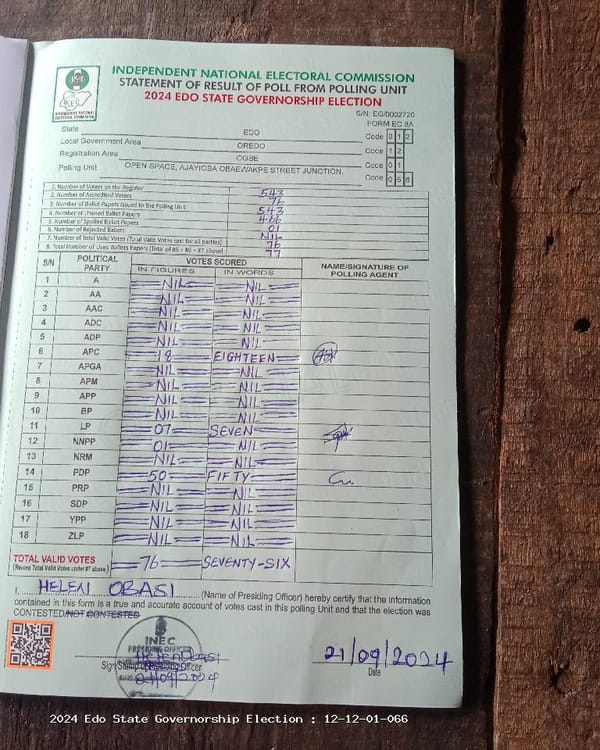 INDEPENDENT NATIONAL ELECTORAL COMMISSION
STATEMENT OF RESULT OF POLL FROM POLLING UNIT
2024 EDO STATE GOVERNORSHIP ELECTION
S/N: EG/0002720
FORM EC 8A
State EDO Code 0 1 2
Local Government Area OREDO Code 1 2
Registration Area OGBE Code 0 1
Polling Unit OPEN SPACE, AJAYIOBA OBAEWAKPE STREET JUNCTION. Code 0 6 6
1. Number of Voters on the Register 543
2. Number of Accredited Voters 76
3. Number of Ballot Papers Issued to the Polling Unit 543
4. Number of Unused Ballot Papers 466
5. Number of Spoiled Ballot Papers 01
6. Number of Rejected Ballots NIL
7. Number of Total Valid Votes (Total Valid Votes cast for all parties) 76
8. Total Number of Used Ballots Papers (Total of #5 + #6 + #7 above) 77
S/N POLITICAL PARTY VOTES SCORED NAME/SIGNATURE OF POLLING AGENT
IN FIGURES IN WORDS
1 A NIL NIL
2 AA NIL NIL
3 AAC NIL NIL
4 ADC NIL NIL
5 ADP NIL NIL
6 APC 18 EIGHTEEN
7 APGA NIL NIL
8 APM NIL NIL
9 APP NIL NIL
10 BP NIL NIL
11 LP 07 SEVEN
12 NNPP 01 NIL
13 NRM NIL NIL
14 PDP 50 FIFTY
15 PRP NIL NIL
16 SDP NIL NIL
17 YPP NIL NIL
18 ZLP NIL NIL
TOTAL VALID VOTES 76 SEVENTY-SIX
(Record Total Valid Votes under #7 above)
I, HELEN OBASI (Name of Presiding Officer) hereby certify that the information
contained in this form is a true and accurate account of votes cast in this polling Unit and that the election was
CONTESTED/NOT CONTESTED
INEC
PRESIDING OFFICER
Helen Obasi
21/09/2024
21/09/2024
Date
2024 Edo State Governorship Election : 12-12-01-066